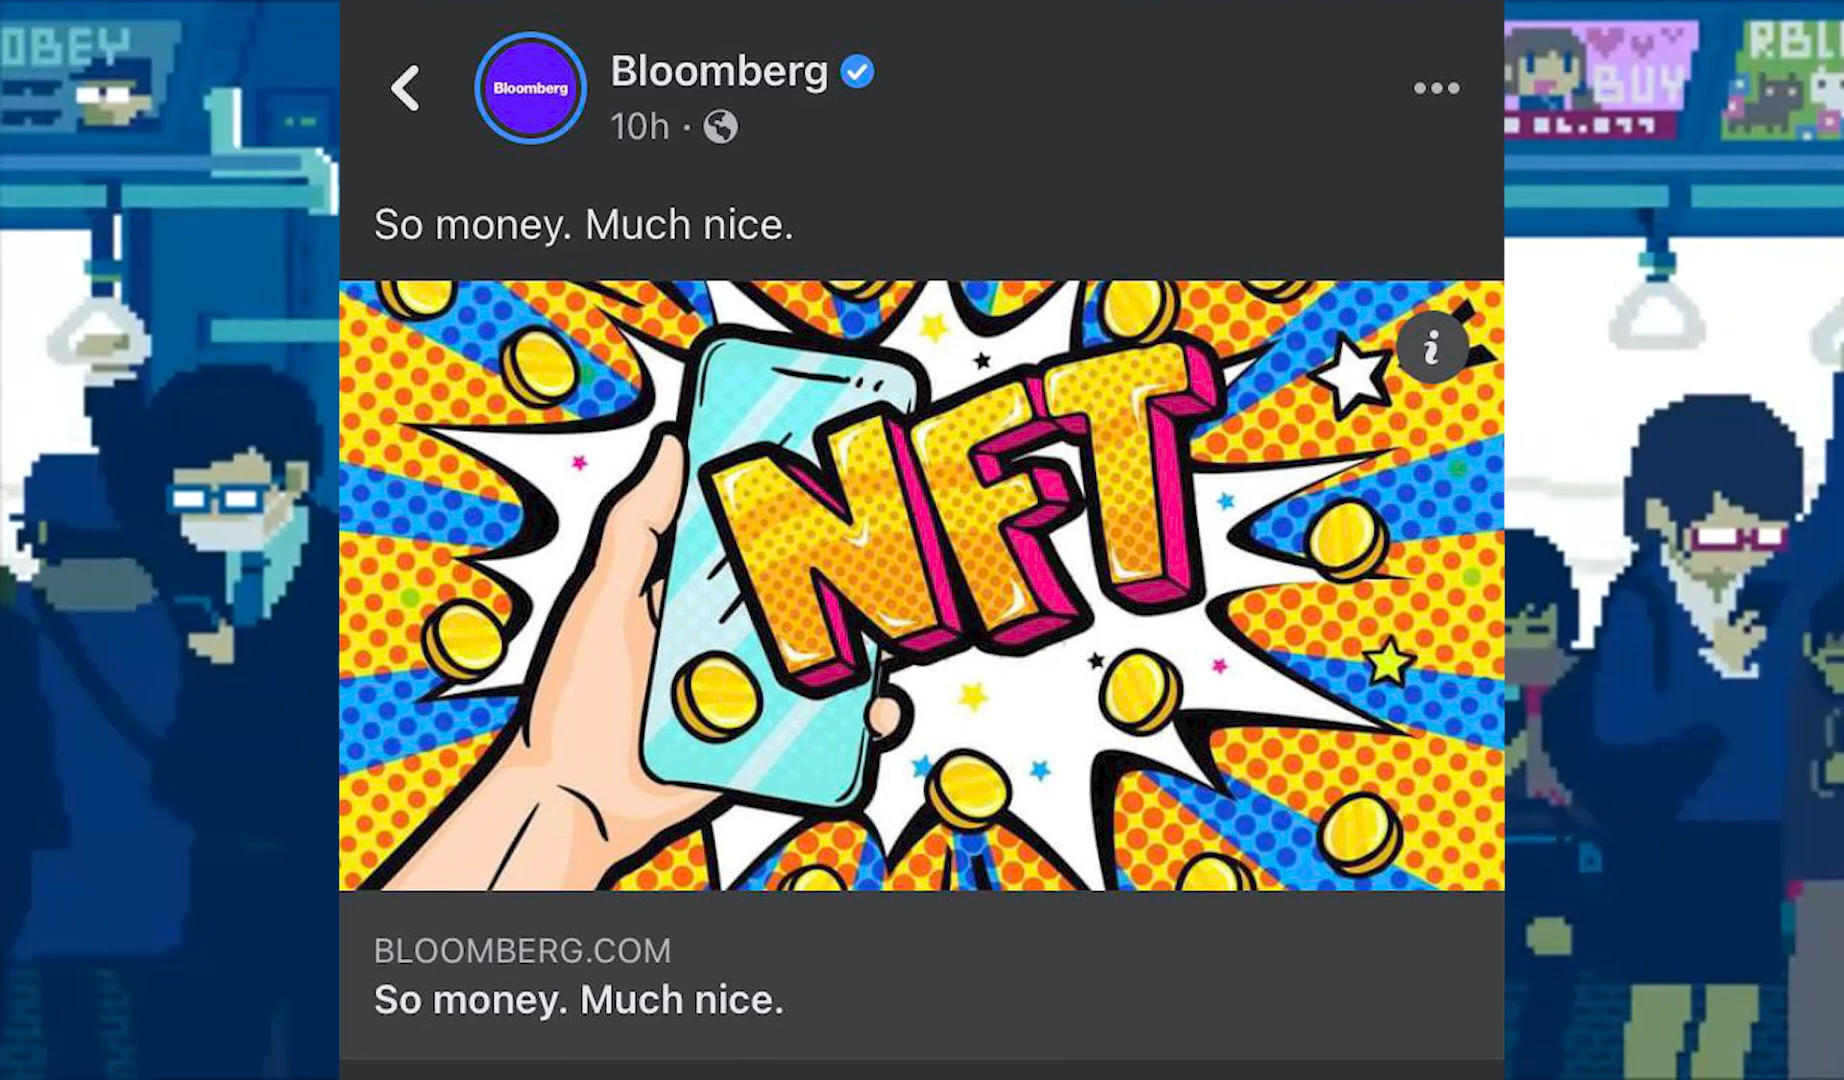 OBEY
BUY
Bloomberg
Bloomberg
10h ·
So money. Much nice.
NFT
i
BLOOMBERG.COM
So money. Much nice.